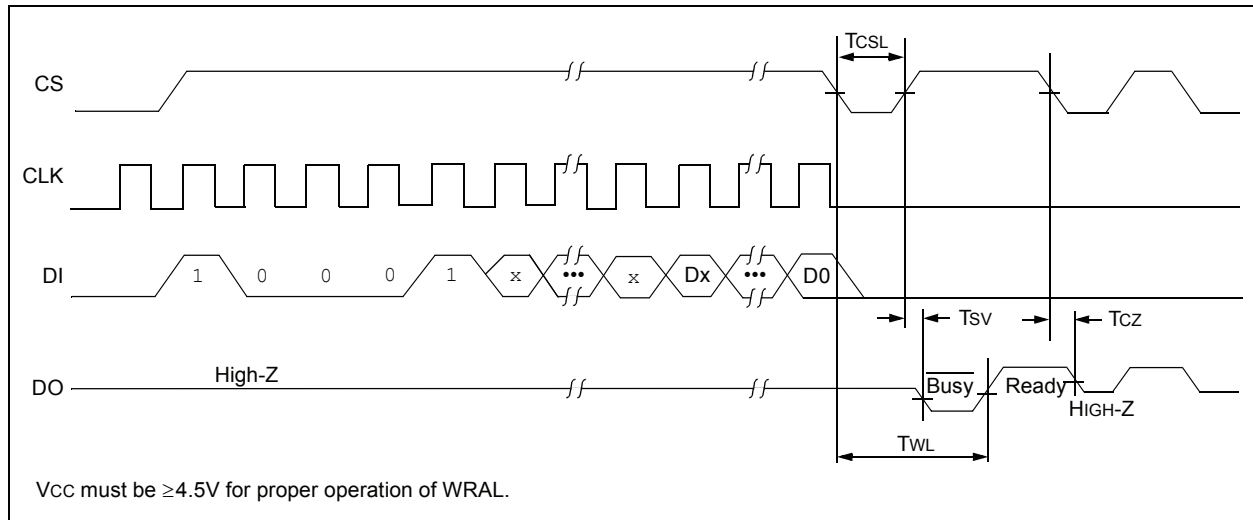 TCSL
CS
CLK
DI 1 0 0 0 1 x ••• x Dx ••• D0
TSV TCZ
DO High-Z Busy Ready HIGH-Z
TWL
VCC must be ≥4.5V for proper operation of WRAL.